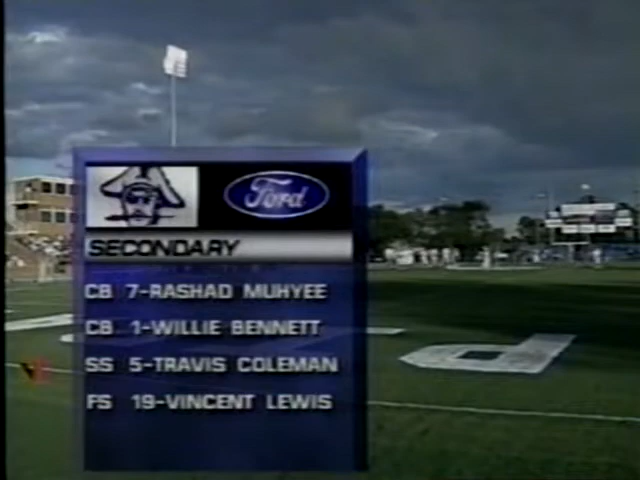 Ford
SECONDARY
CB 7-RASHAD MUHYEE
CB 1-WILLIE BENNETT
SS 5-TRAVIS COLEMAN
FS 19-VINCENT LEWIS
P